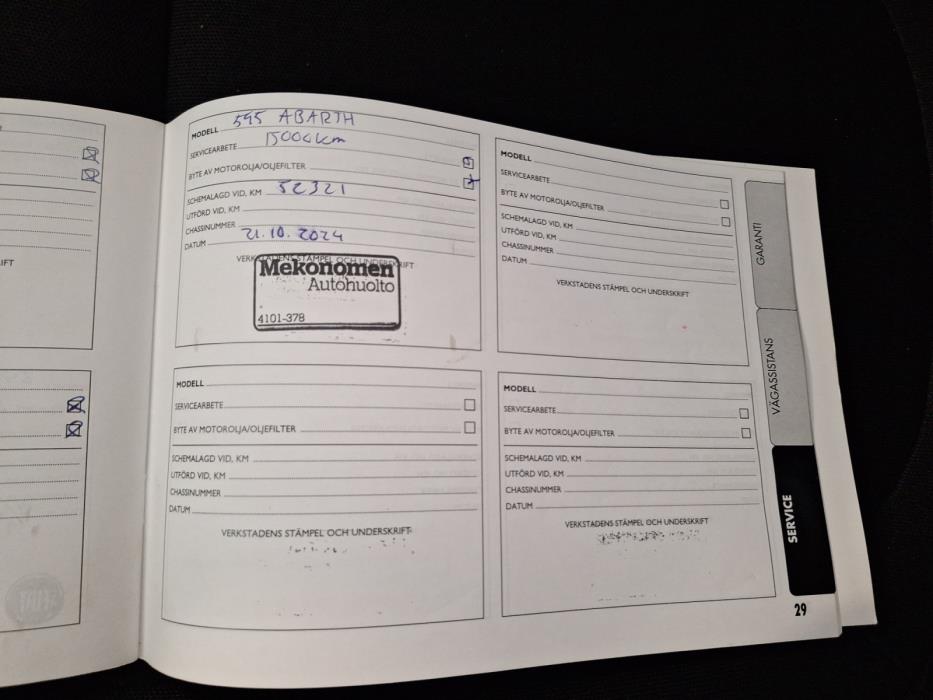 IFT
MODELL 595 ABARTH
SERVICEARBETE 15000km
BYTE AV MOTOROLJA/OLJEFILTER
SCHEMALAGD VID, KM 52321
UTFÖRD VID, KM
CHASSINUMMER
DATUM 21.10.2024
VERKSTADENS STÄMPEL OCH UNDERSKRIFT
Mekonomen
Autohuolto
4101-378
MODELL
SERVICEARBETE
BYTE AV MOTOROLJA/OLJEFILTER
SCHEMALAGD VID, KM
UTFÖRD VID, KM
CHASSINUMMER
DATUM
VERKSTADENS STÄMPEL OCH UNDERSKRIFT
MODELL
SERVICEARBETE
BYTE AV MOTOROLJA/OLJEFILTER
SCHEMALAGD VID, KM
UTFÖRD VID, KM
CHASSINUMMER
DATUM
VERKSTADENS STÄMPEL OCH UNDERSKRIFT
MODELL
SERVICEARBETE
BYTE AV MOTOROLJA/OLJEFILTER
SCHEMALAGD VID, KM
UTFÖRD VID, KM
CHASSINUMMER
DATUM
VERKSTADENS STÄMPEL OCH UNDERSKRIFT
GARANTI
VÄGASSISTANS
SERVICE
29